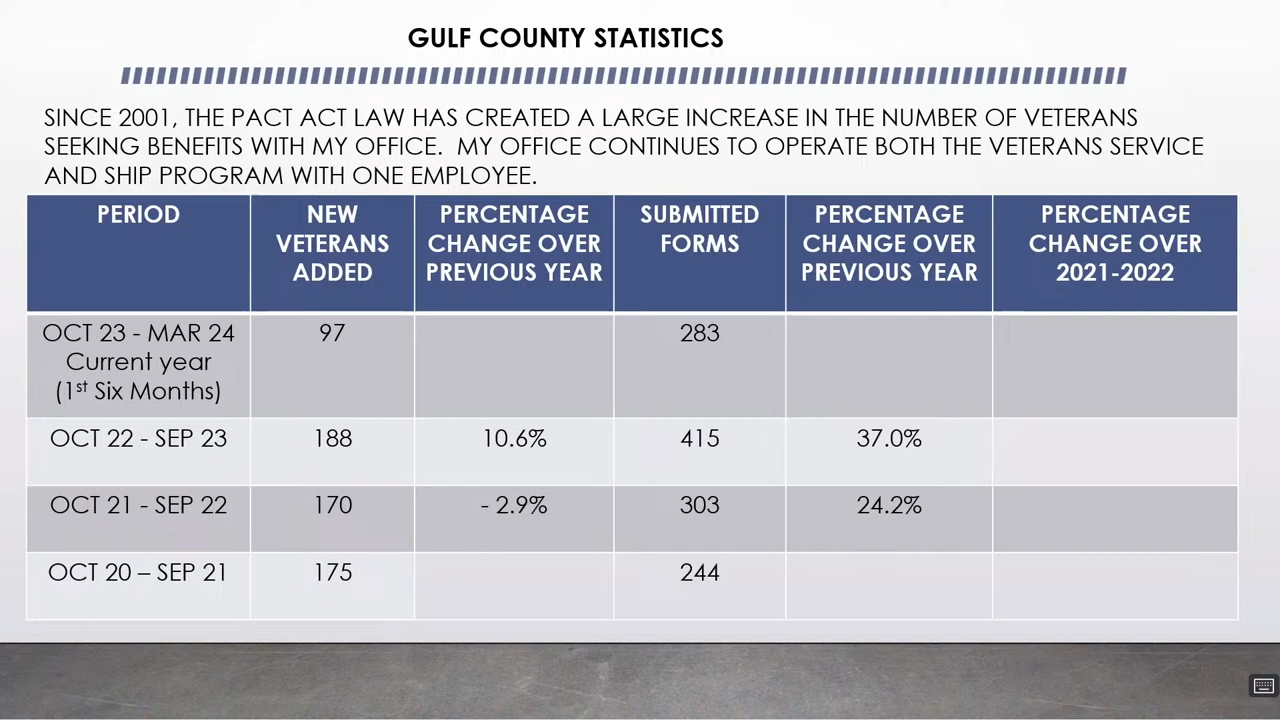 GULF COUNTY STATISTICS
SINCE 2001, THE PACT ACT LAW HAS CREATED A LARGE INCREASE IN THE NUMBER OF VETERANS
SEEKING BENEFITS WITH MY OFFICE.  MY OFFICE CONTINUES TO OPERATE BOTH THE VETERANS SERVICE
AND SHIP PROGRAM WITH ONE EMPLOYEE.
PERIOD
NEW
VETERANS
ADDED
PERCENTAGE
CHANGE OVER
PREVIOUS YEAR
SUBMITTED
FORMS
PERCENTAGE
CHANGE OVER
PREVIOUS YEAR
PERCENTAGE
CHANGE OVER
2021-2022
OCT 23 - MAR 24
Current year
(1st Six Months)
97
283
OCT 22 - SEP 23
188
10.6%
415
37.0%
OCT 21 - SEP 22
170
- 2.9%
303
24.2%
OCT 20 – SEP 21
175
244